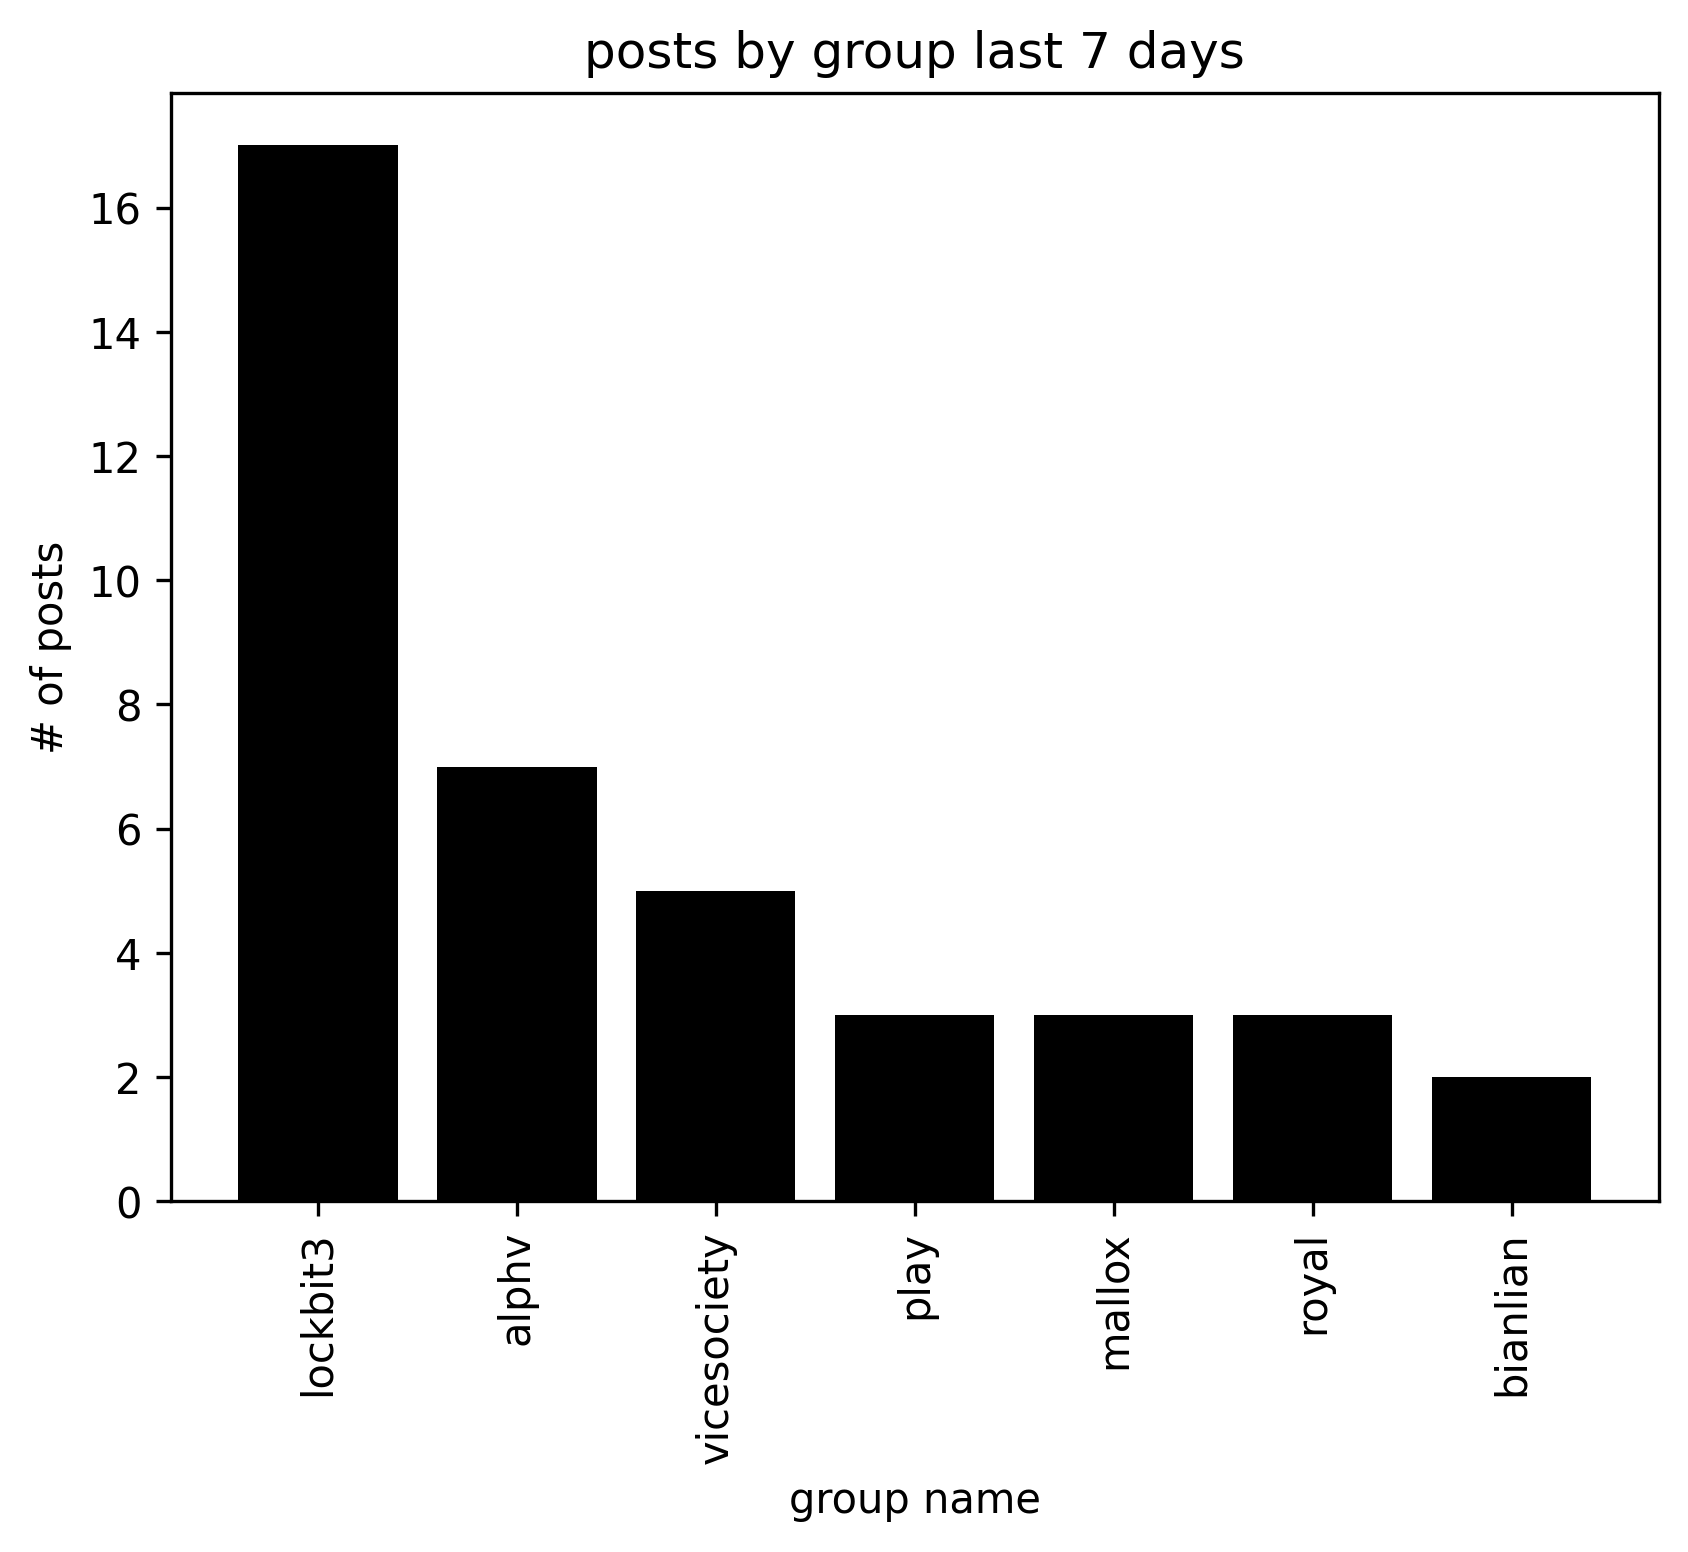 posts by group last 7 days
# of posts
16
14
12
10
8
6
4
2
0
lockbit3
alphv
vicesociety
play
mallox
royal
bianlian
group name